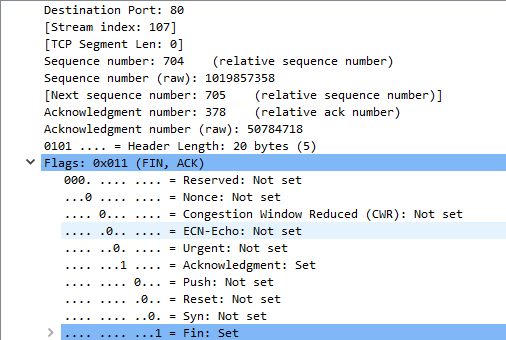 Destination Port: 80
[Stream index: 107]
[TCP Segment Len: 0]
Sequence number: 704    (relative sequence number)
Sequence number (raw): 1019857358
[Next sequence number: 705    (relative sequence number)]
Acknowledgment number: 378    (relative ack number)
Acknowledgment number (raw): 50784718
0101 .... = Header Length: 20 bytes (5)
Flags: 0x011 (FIN, ACK)
000. .... .... = Reserved: Not set
...0 .... .... = Nonce: Not set
.... 0... .... = Congestion Window Reduced (CWR): Not set
.... .0.. .... = ECN-Echo: Not set
.... ..0. .... = Urgent: Not set
.... ...1 .... = Acknowledgment: Set
.... .... 0... = Push: Not set
.... .... .0.. = Reset: Not set
.... .... ..0. = Syn: Not set
.... .... ...1 = Fin: Set